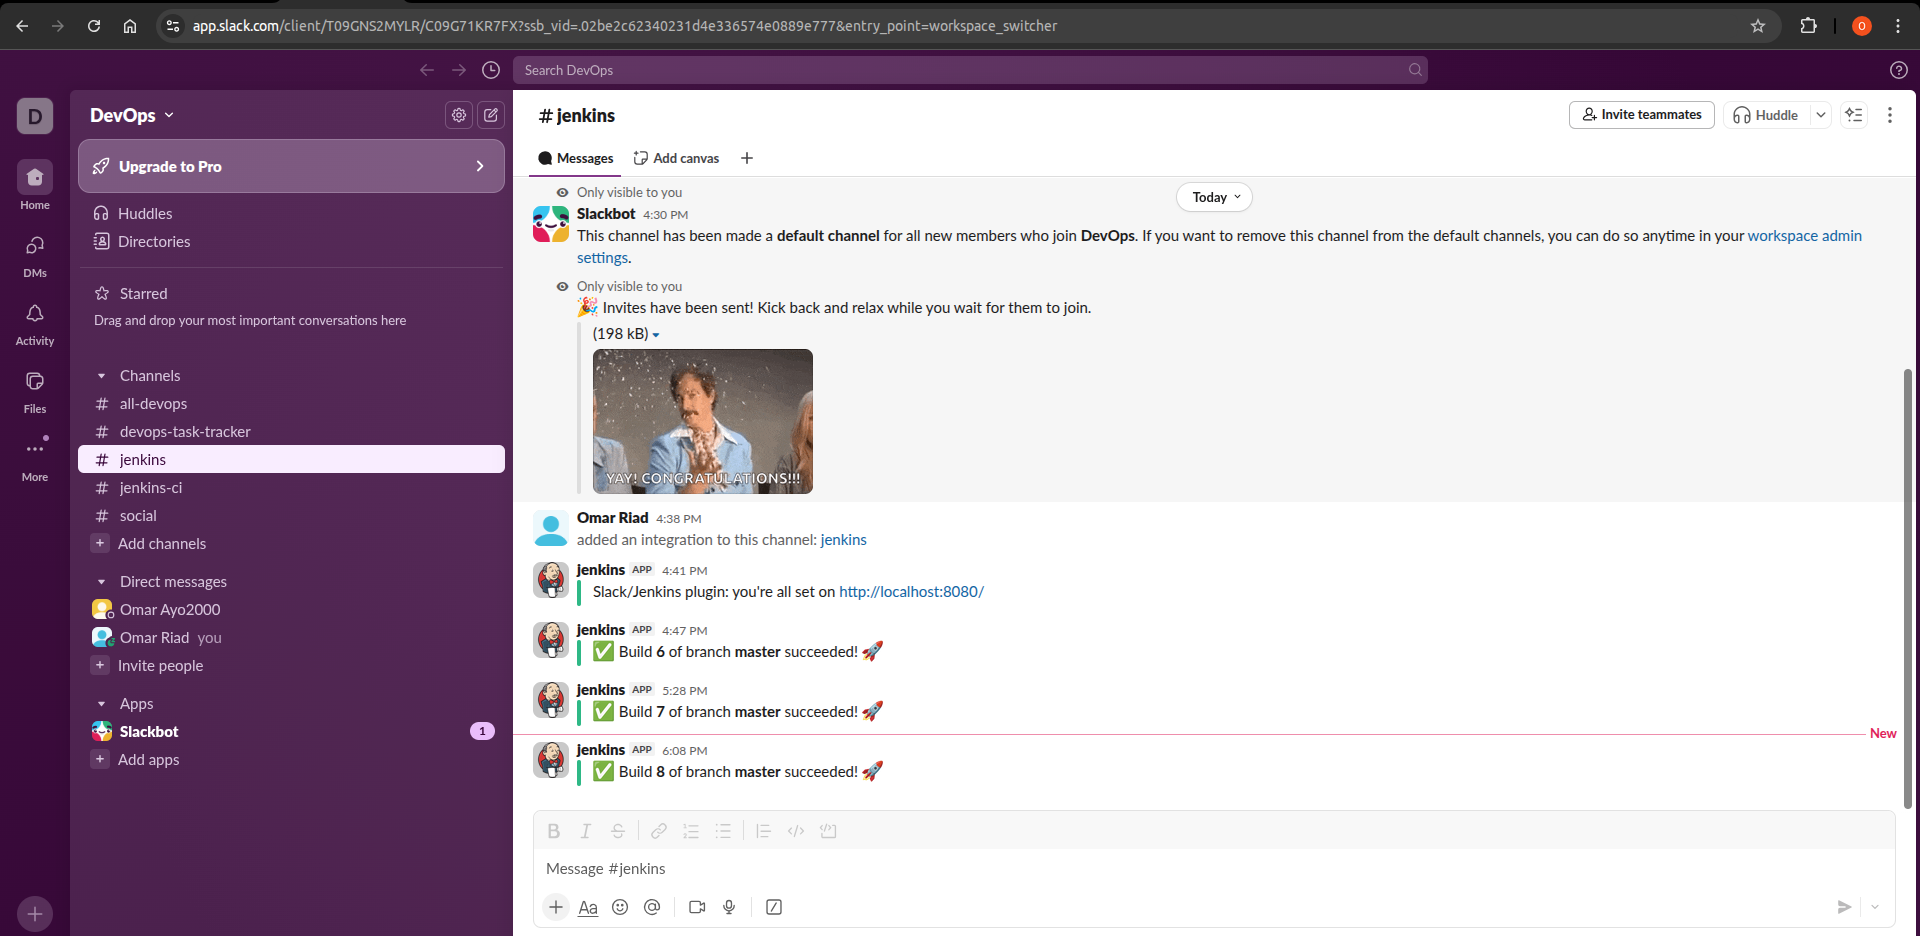 app.slack.com/client/T09GNS2MYLR/C09G71KR7FX?ssb_vid=.02be2c62340231d4e336574e0889e777&entry_point=workspace_switcher
O
Search DevOps
D
Home
DMs
Activity
Files
More
DevOps
Upgrade to Pro
Huddles
Directories
Starred
Drag and drop your most important conversations here
Channels
# all-devops
# devops-task-tracker
# jenkins
# jenkins-ci
# social
+ Add channels
Direct messages
Omar Ayo2000
Omar Riad you
+ Invite people
Apps
Slackbot 1
+ Add apps
# jenkins
Invite teammates
Huddle
Messages
Add canvas
Today
Only visible to you
Slackbot 4:30 PM
This channel has been made a default channel for all new members who join DevOps. If you want to remove this channel from the default channels, you can do so anytime in your workspace admin
settings.
Only visible to you
🎉 Invites have been sent! Kick back and relax while you wait for them to join.
(198 kB)
YAY! CONGRATULATIONS!!!
Omar Riad 4:38 PM
added an integration to this channel: jenkins
jenkins APP 4:41 PM
Slack/Jenkins plugin: you're all set on http://localhost:8080/
jenkins APP 4:47 PM
✅ Build 6 of branch master succeeded! 🚀
jenkins APP 5:28 PM
✅ Build 7 of branch master succeeded! 🚀
New
jenkins APP 6:08 PM
✅ Build 8 of branch master succeeded! 🚀
B I S
Message #jenkins
Aa